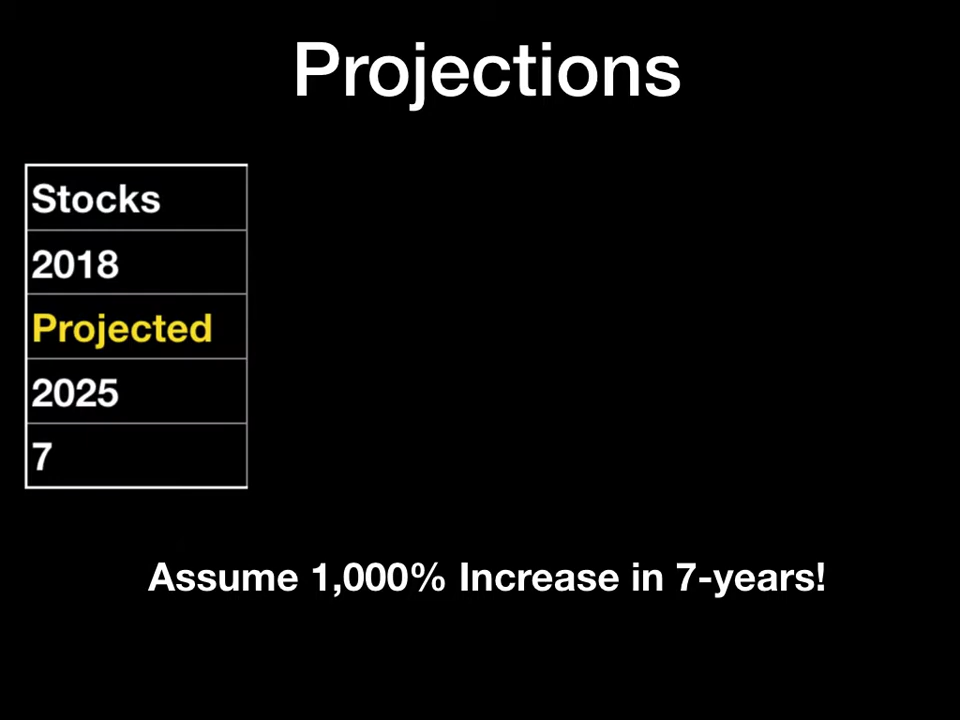 Projections
Stocks
2018
Projected
2025
7
Assume 1,000% Increase in 7-years!